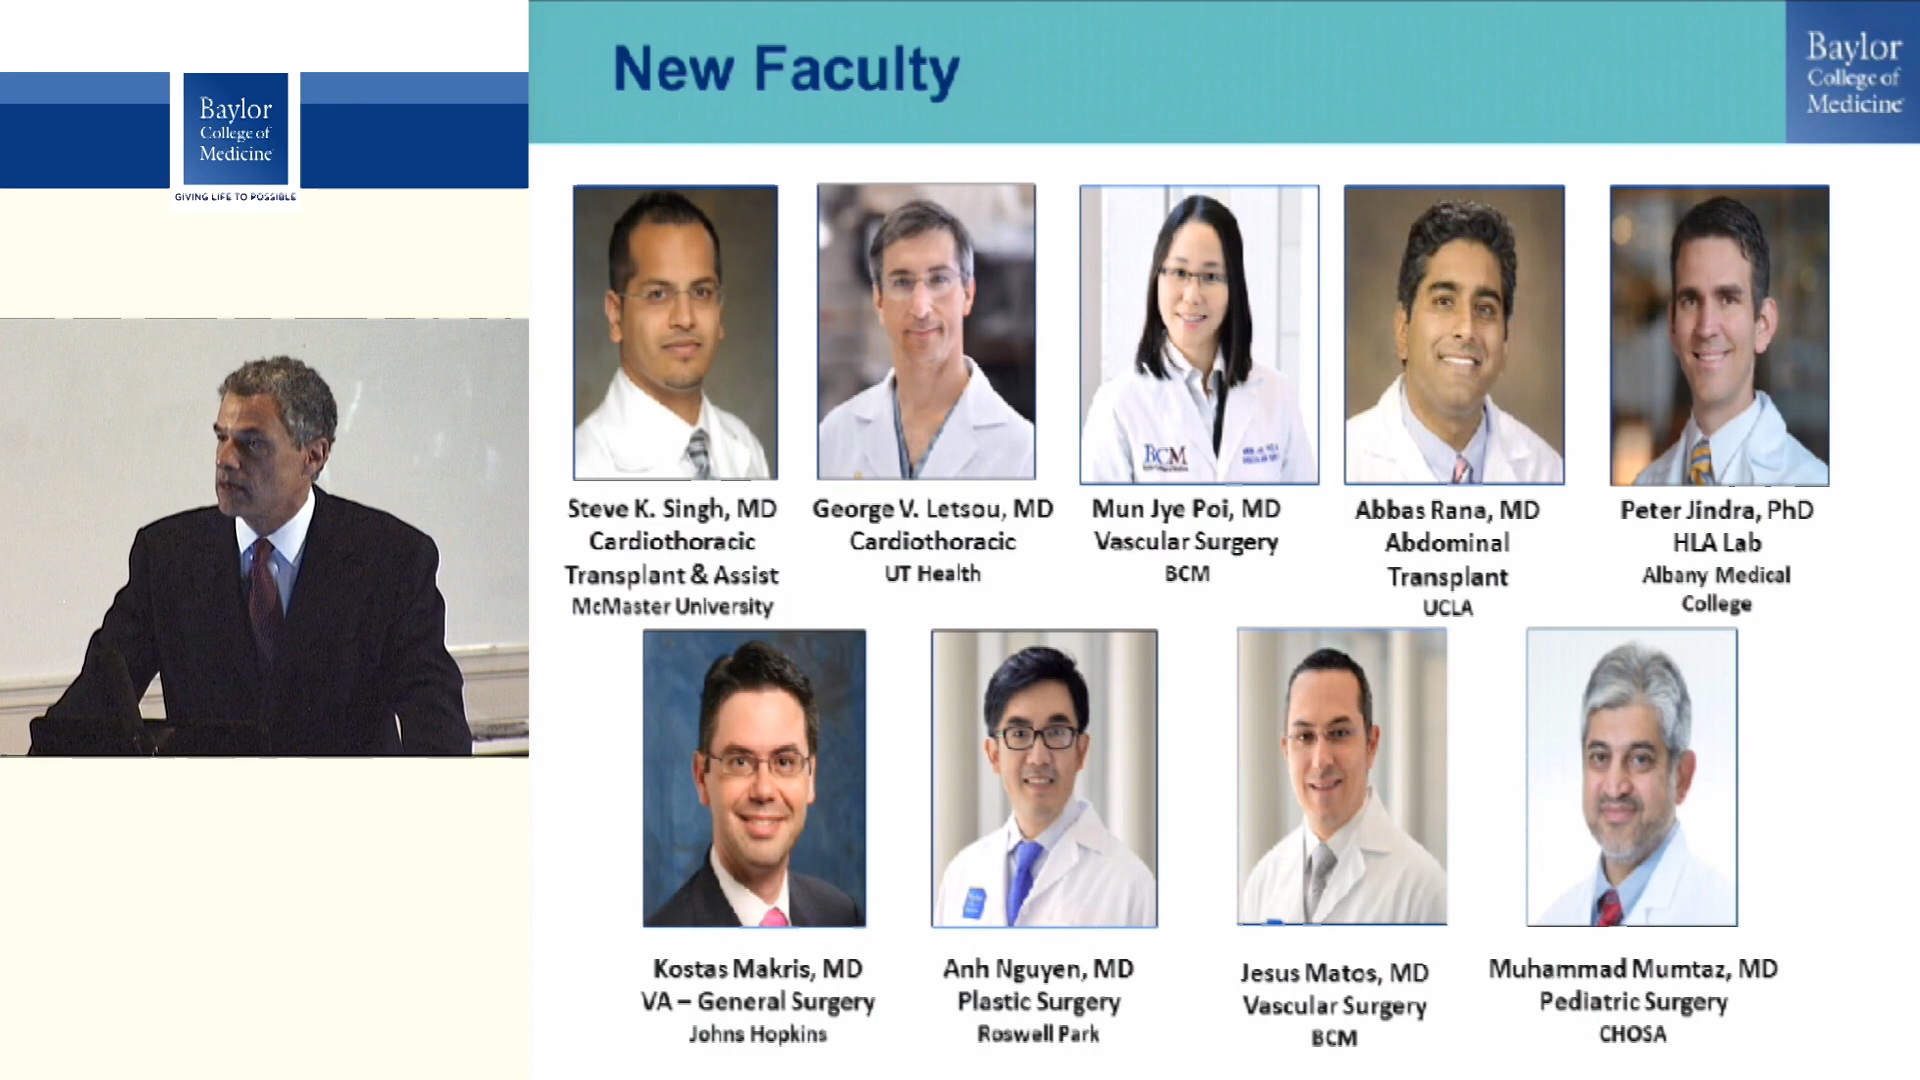 Baylor
College of
Medicine
GIVING LIFE TO POSSIBLE
New Faculty
Baylor
College of
Medicine
BCM
Steve K. Singh, MD
Cardiothoracic
Transplant & Assist
McMaster University
George V. Letsou, MD
Cardiothoracic
UT Health
Mun Jye Poi, MD
Vascular Surgery
BCM
Abbas Rana, MD
Abdominal
Transplant
UCLA
Peter Jindra, PhD
HLA Lab
Albany Medical
College
Baylor
Kostas Makris, MD
VA – General Surgery
Johns Hopkins
Anh Nguyen, MD
Plastic Surgery
Roswell Park
Jesus Matos, MD
Vascular Surgery
BCM
Muhammad Mumtaz, MD
Pediatric Surgery
CHOSA